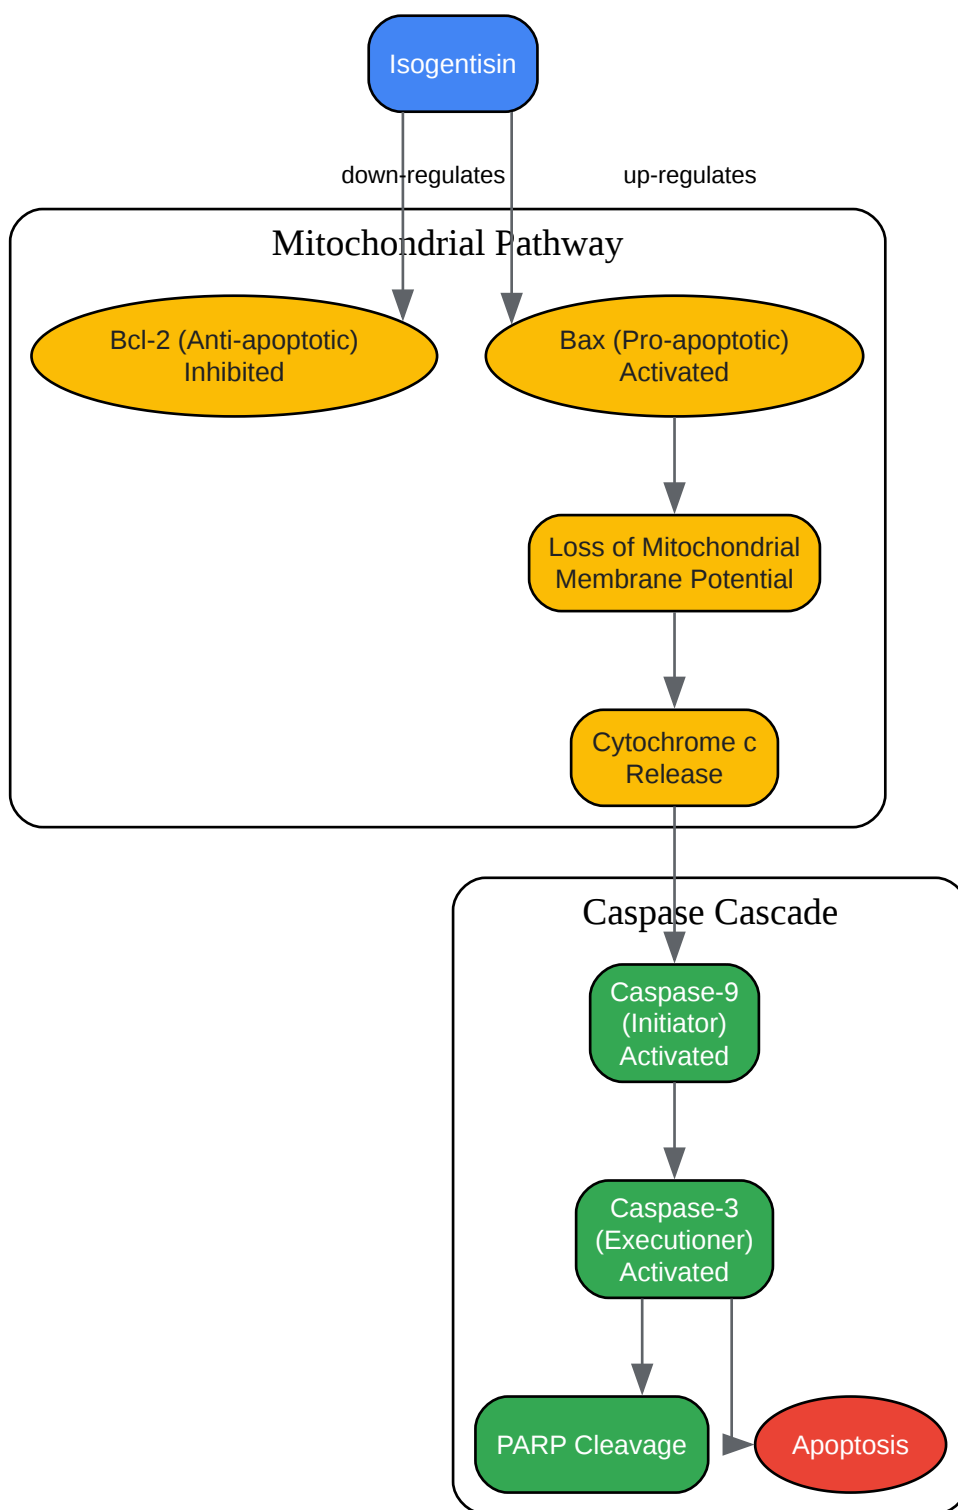 Isogentisin
down-regulates
up-regulates
Mitochondrial Pathway
Bcl-2 (Anti-apoptotic)
Inhibited
Bax (Pro-apoptotic)
Activated
Loss of Mitochondrial
Membrane Potential
Cytochrome c
Release
Caspase Cascade
Caspase-9
(Initiator)
Activated
Caspase-3
(Executioner)
Activated
PARP Cleavage
Apoptosis